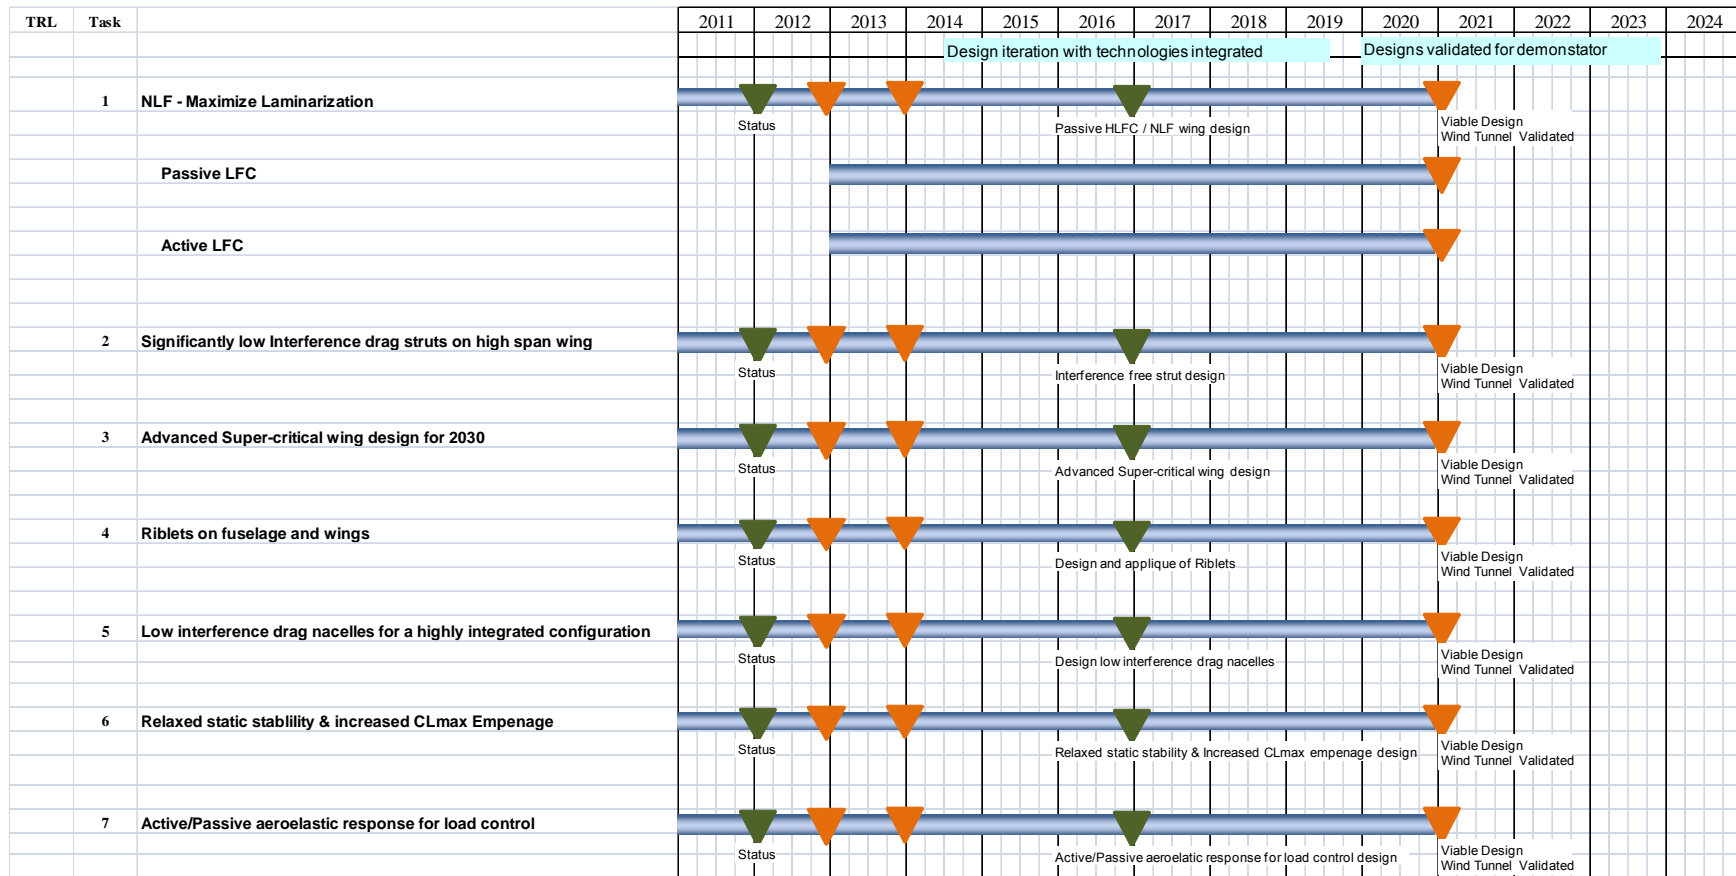 TRL Task 2011 2012 2013 2014 2015 2016 2017 2018 2019 2020 2021 2022 2023 2024
Design iteration with technologies integrated Designs validated for demonstator
1 NLF - Maximize Laminarization
Status Passive HLFC / NLF wing design Viable Design
Wind Tunnel Validated
Passive LFC
Active LFC
2 Significantly low Interference drag struts on high span wing
Status Interference free strut design Viable Design
Wind Tunnel Validated
3 Advanced Super-critical wing design for 2030
Status Advanced Super-critical wing design Viable Design
Wind Tunnel Validated
4 Riblets on fuselage and wings
Status Design and applique of Riblets Viable Design
Wind Tunnel Validated
5 Low interference drag nacelles for a highly integrated configuration
Status Design low interference drag nacelles Viable Design
Wind Tunnel Validated
6 Relaxed static stablility & increased CLmax Empenage
Status Relaxed static stability & Increased CLmax empenage design Viable Design
Wind Tunnel Validated
7 Active/Passive aeroelastic response for load control
Status Active/Passive aeroelatic response for load control design Viable Design
Wind Tunnel Validated